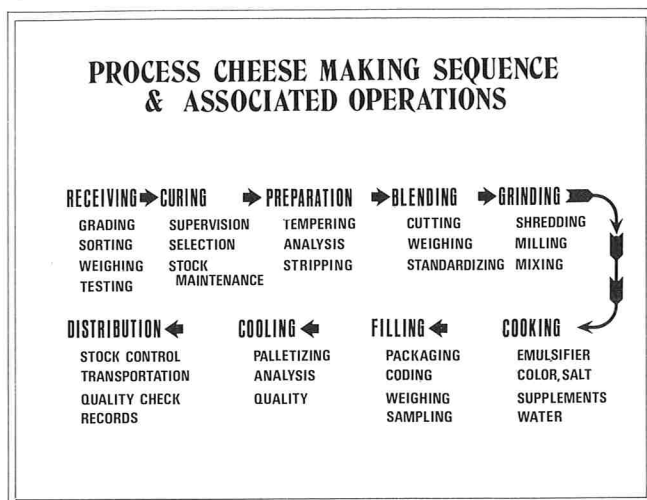 PROCESS CHEESE MAKING SEQUENCE
& ASSOCIATED OPERATIONS
RECEIVING
GRADING
SORTING
WEIGHING
TESTING
CURING
SUPERVISION
SELECTION
STOCK
MAINTENANCE
PREPARATION
TEMPERING
ANALYSIS
STRIPPING
BLENDING
CUTTING
WEIGHING
STANDARDIZING
GRINDING
SHREDDING
MILLING
MIXING
COOKING
EMULSIFIER
COLOR, SALT
SUPPLEMENTS
WATER
FILLING
PACKAGING
CODING
WEIGHING
SAMPLING
COOLING
PALLETIZING
ANALYSIS
QUALITY
DISTRIBUTION
STOCK CONTROL
TRANSPORTATION
QUALITY CHECK
RECORDS